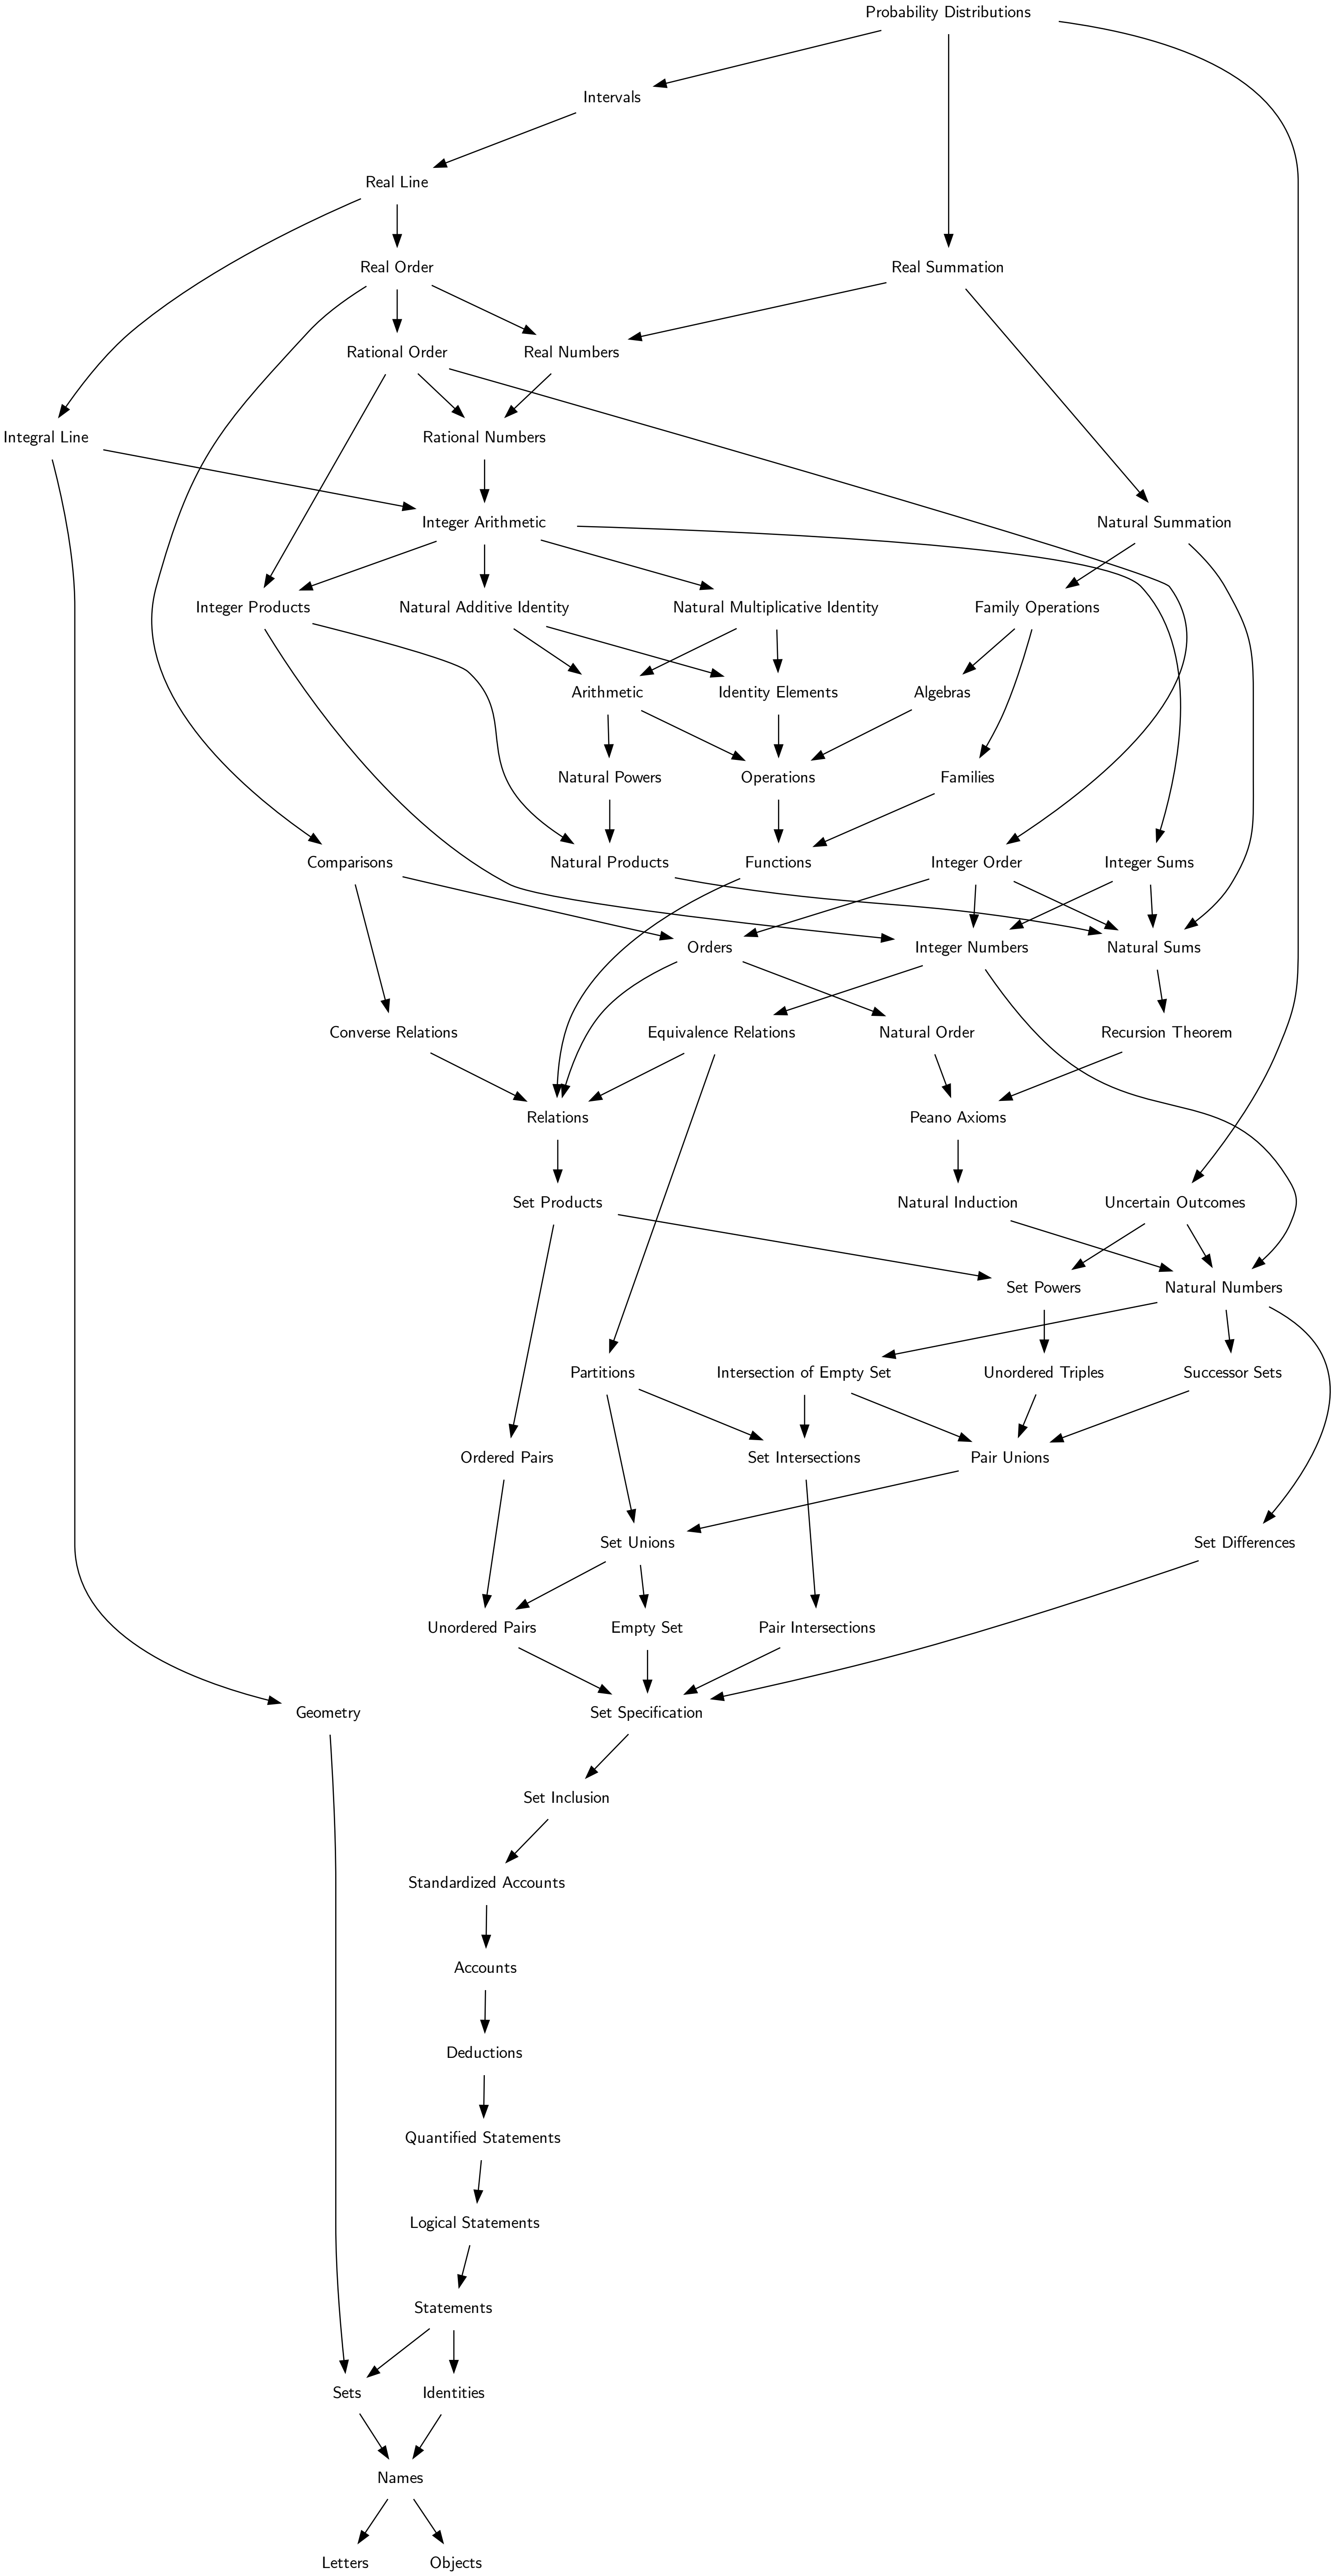 Probability Distributions
Intervals
Real Line
Real Order
Real Summation
Rational Order
Real Numbers
Integral Line
Rational Numbers
Integer Arithmetic
Natural Summation
Integer Products
Natural Additive Identity
Natural Multiplicative Identity
Family Operations
Arithmetic
Identity Elements
Algebras
Natural Powers
Operations
Families
Comparisons
Natural Products
Functions
Integer Order
Integer Sums
Orders
Integer Numbers
Natural Sums
Converse Relations
Equivalence Relations
Natural Order
Recursion Theorem
Relations
Peano Axioms
Set Products
Natural Induction
Uncertain Outcomes
Set Powers
Natural Numbers
Partitions
Intersection of Empty Set
Unordered Triples
Successor Sets
Ordered Pairs
Set Intersections
Pair Unions
Set Unions
Set Differences
Unordered Pairs
Empty Set
Pair Intersections
Geometry
Set Specification
Set Inclusion
Standardized Accounts
Accounts
Deductions
Quantified Statements
Logical Statements
Statements
Sets
Identities
Names
Letters
Objects